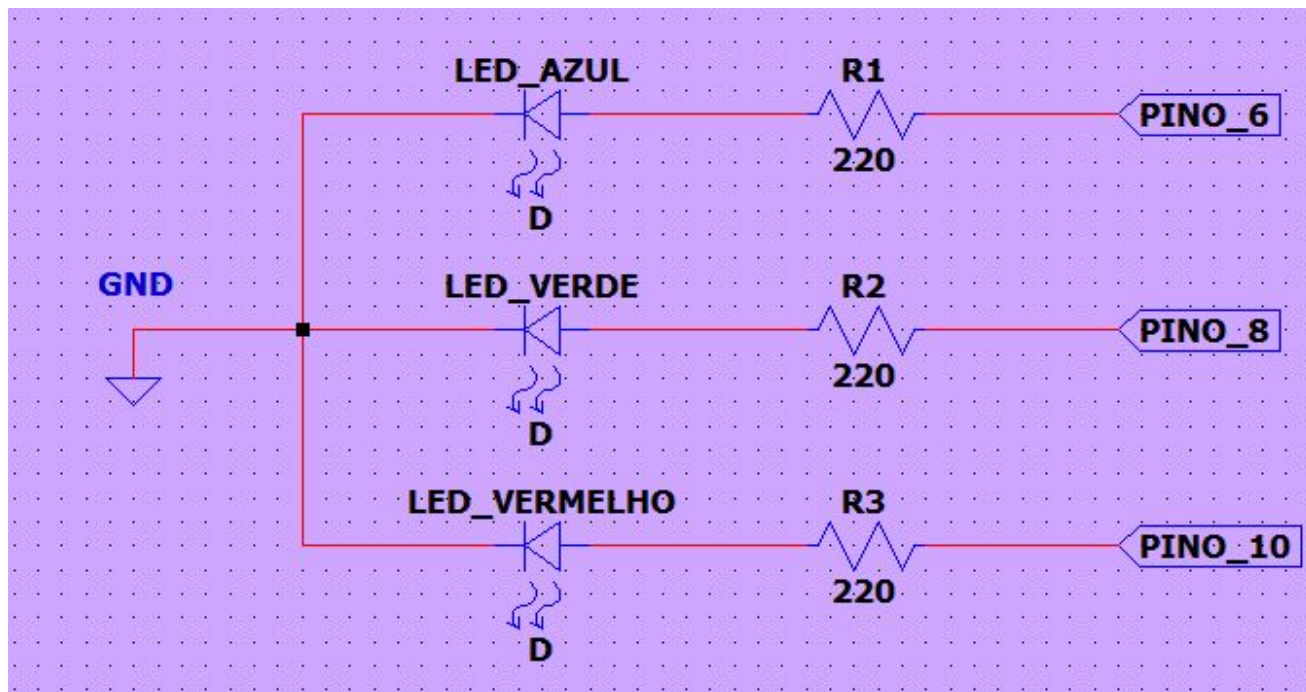 LED_AZUL
R1
PINO_6
220
D
GND
LED_VERDE
R2
PINO_8
220
D
LED_VERMELHO
R3
PINO_10
220
D